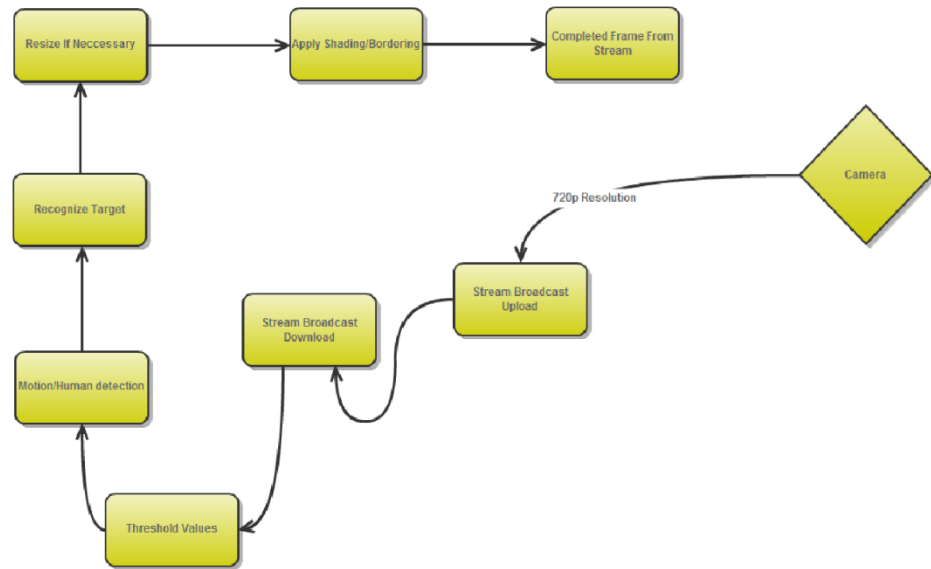 Resize If Neccessary
Apply Shading/Bordering
Completed Frame From
Stream
Camera
720p Resolution
Recognize Target
Stream Broadcast
Upload
Stream Broadcast
Download
Motion/Human detection
Threshold Values